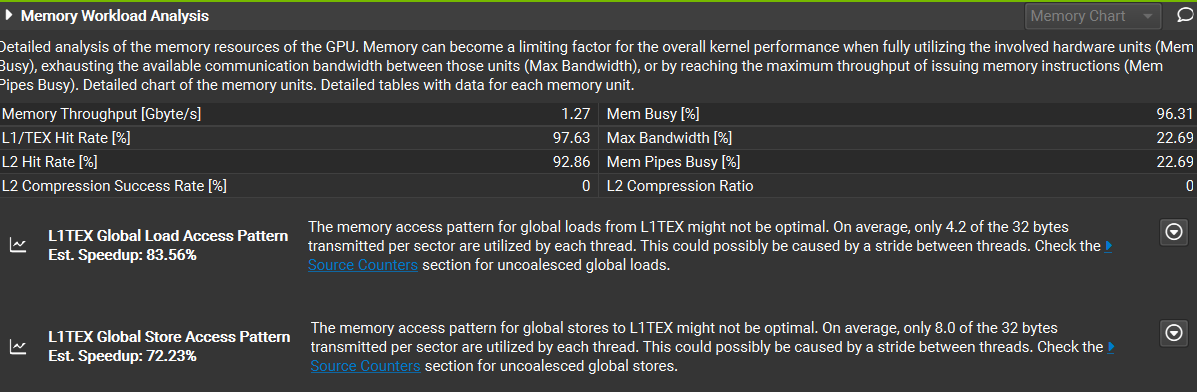 Memory Workload Analysis
Memory Chart
Detailed analysis of the memory resources of the GPU. Memory can become a limiting factor for the overall kernel performance when fully utilizing the involved hardware units (Mem
Busy), exhausting the available communication bandwidth between those units (Max Bandwidth), or by reaching the maximum throughput of issuing memory instructions (Mem
Pipes Busy). Detailed chart of the memory units. Detailed tables with data for each memory unit.
Memory Throughput [Gbyte/s] 1.27 Mem Busy [%] 96.31
L1/TEX Hit Rate [%] 97.63 Max Bandwidth [%] 22.69
L2 Hit Rate [%] 92.86 Mem Pipes Busy [%] 22.69
L2 Compression Success Rate [%] 0 L2 Compression Ratio 0
L1TEX Global Load Access Pattern
Est. Speedup: 83.56%
The memory access pattern for global loads from L1TEX might not be optimal. On average, only 4.2 of the 32 bytes
transmitted per sector are utilized by each thread. This could possibly be caused by a stride between threads. Check the
Source Counters section for uncoalesced global loads.
L1TEX Global Store Access Pattern
Est. Speedup: 72.23%
The memory access pattern for global stores to L1TEX might not be optimal. On average, only 8.0 of the 32 bytes
transmitted per sector are utilized by each thread. This could possibly be caused by a stride between threads. Check the
Source Counters section for uncoalesced global stores.